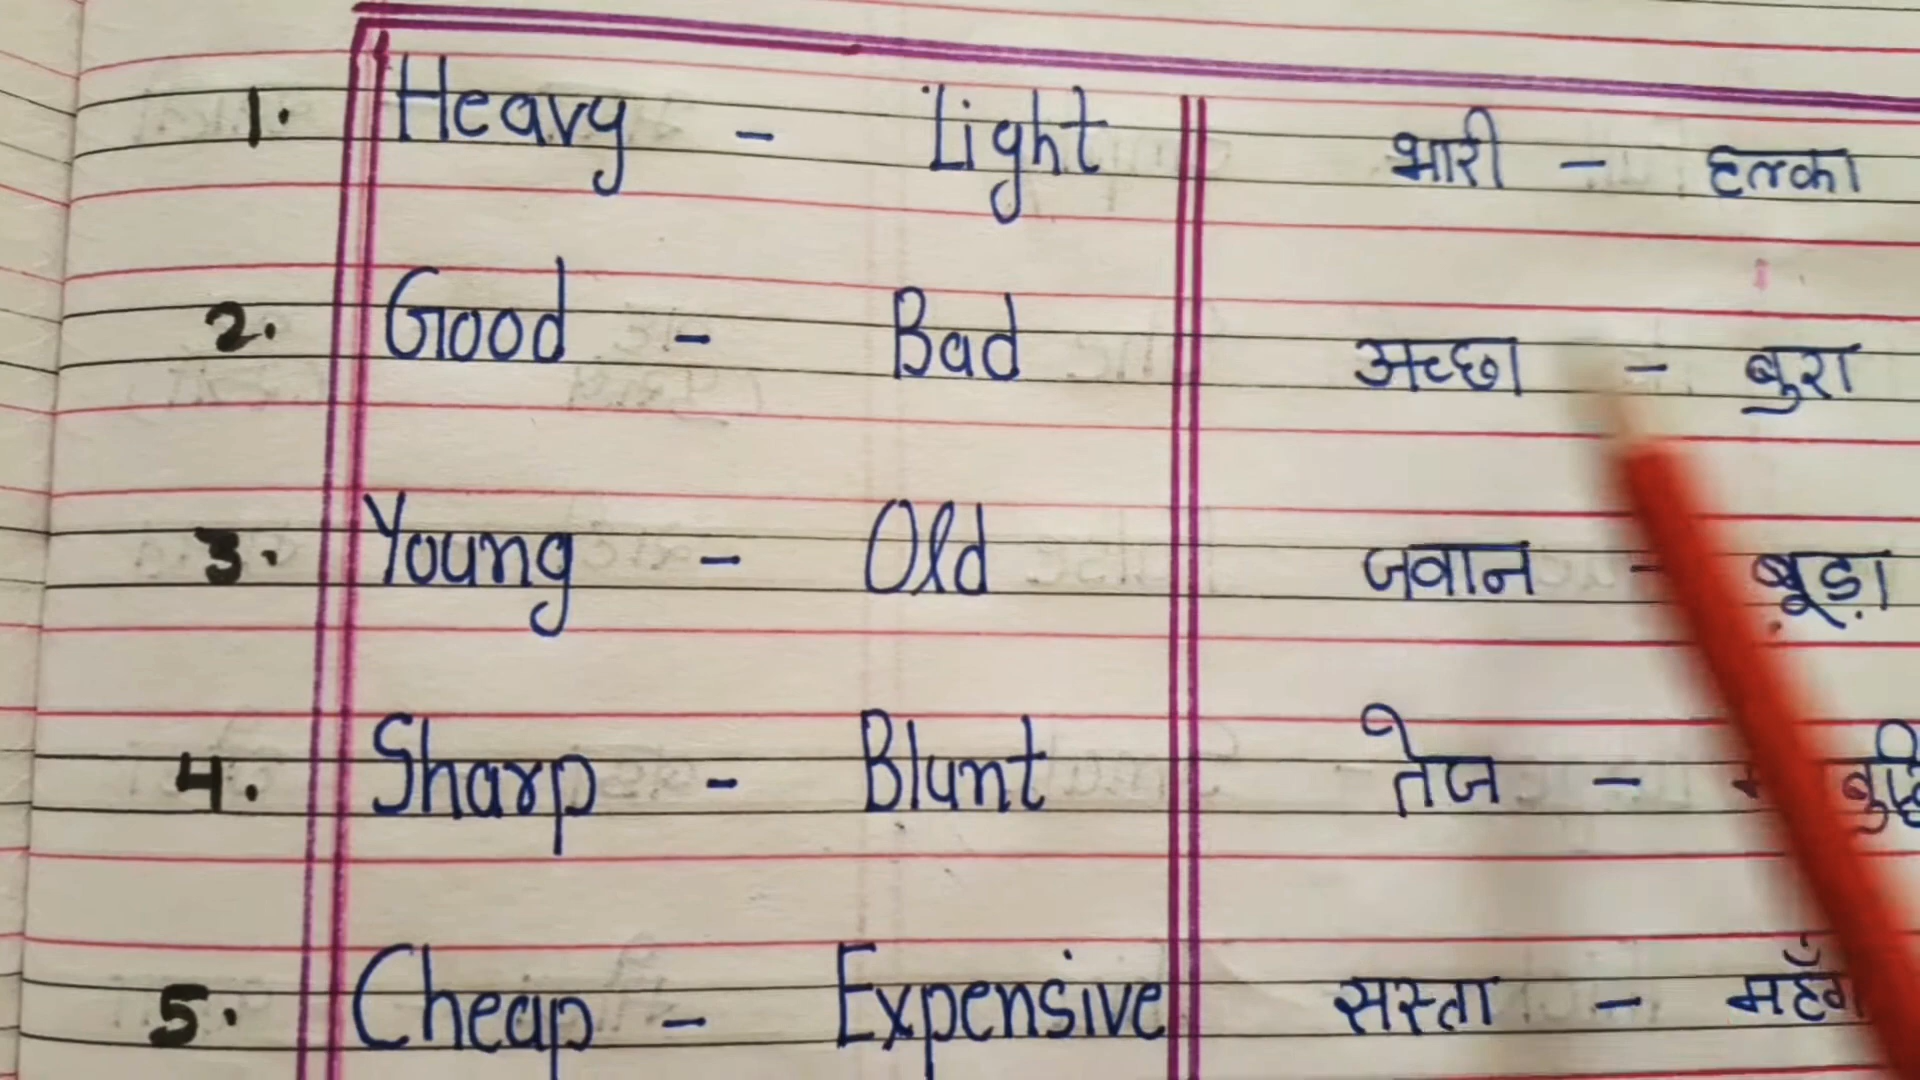 1. Heavy - Light भारी - हल्का
2. Good - Bad अच्छा - बुरा
3. Young - Old जवान - बूड़ा
4. Sharp - Blunt तेज -
5. Cheap - Expensive सस्ता -